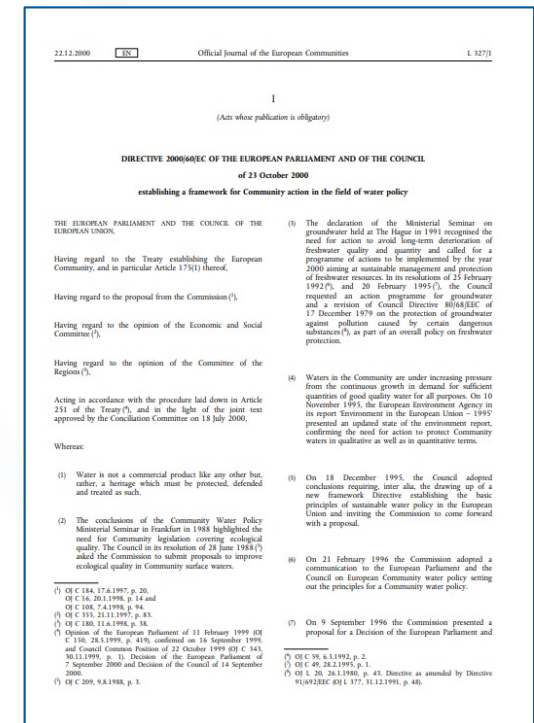 22.12.2000 EN Official Journal of the European Communities L 327/1
I
(Acts whose publication is obligatory)
DIRECTIVE 2000/60/EC OF THE EUROPEAN PARLIAMENT AND OF THE COUNCIL
of 23 October 2000
establishing a framework for Community action in the field of water policy
THE EUROPEAN PARLIAMENT AND THE COUNCIL OF THE
EUROPEAN UNION,
Having regard to the Treaty establishing the European
Community, and in particular Article 175(1) thereof,
Having regard to the proposal from the Commission (1),
Having regard to the opinion of the Economic and Social
Committee (2),
Having regard to the opinion of the Committee of the
Regions (3),
Acting in accordance with the procedure laid down in Article
251 of the Treaty (4), and in the light of the joint text
approved by the Conciliation Committee on 18 July 2000,
Whereas:
(1) Water is not a commercial product like any other but,
rather, a heritage which must be protected, defended
and treated as such.
(2) The conclusions of the Community Water Policy
Ministerial Seminar in Frankfurt in 1988 highlighted the
need for Community legislation covering ecological
quality. The Council in its resolution of 28 June 1988 (5)
asked the Commission to submit proposals to improve
ecological quality in Community surface waters.
(1) OJ C 184, 17.6.1997, p. 20,
OJ C 16, 20.1.1998, p. 14 and
OJ C 108, 7.4.1998, p. 94.
(2) OJ C 355, 21.11.1997, p. 83.
(3) OJ C 180, 11.6.1998, p. 38.
(4) Opinion of the European Parliament of 11 February 1999 (OJ
C 150, 28.5.1999, p. 419), confirmed on 16 September 1999,
and Council Common Position of 22 October 1999 (OJ C 343,
30.11.1999, p. 1). Decision of the European Parliament of
7 September 2000 and Decision of the Council of 14 September
2000.
(5) OJ C 209, 9.8.1988, p. 3.
(3) The declaration of the Ministerial Seminar on
groundwater held at The Hague in 1991 recognised the
need for action to avoid long-term deterioration of
freshwater quality and quantity and called for a
programme of actions to be implemented by the year
2000 aiming at sustainable management and protection
of freshwater resources. In its resolutions of 25 February
1992 (6), and 20 February 1995 (7), the Council
requested an action programme for groundwater
and a revision of Council Directive 80/68/EEC of
17 December 1979 on the protection of groundwater
against pollution caused by certain dangerous
substances (8), as part of an overall policy on freshwater
protection.
(4) Waters in the Community are under increasing pressure
from the continuous growth in demand for sufficient
quantities of good quality water for all purposes. On 10
November 1995, the European Environment Agency in
its report 'Environment in the European Union – 1995'
presented an updated state of the environment report,
confirming the need for action to protect Community
waters in qualitative as well as in quantitative terms.
(5) On 18 December 1995, the Council adopted
conclusions requiring, inter alia, the drawing up of a
new framework Directive establishing the basic
principles of sustainable water policy in the European
Union and inviting the Commission to come forward
with a proposal.
(6) On 21 February 1996 the Commission adopted a
communication to the European Parliament and the
Council on European Community water policy setting
out the principles for a Community water policy.
(7) On 9 September 1996 the Commission presented a
proposal for a Decision of the European Parliament and
(6) OJ C 59, 6.3.1992, p. 2.
(7) OJ C 49, 28.2.1995, p. 1.
(8) OJ L 20, 26.1.1980, p. 43. Directive as amended by Directive
91/692/EEC (OJ L 377, 31.12.1991, p. 48).